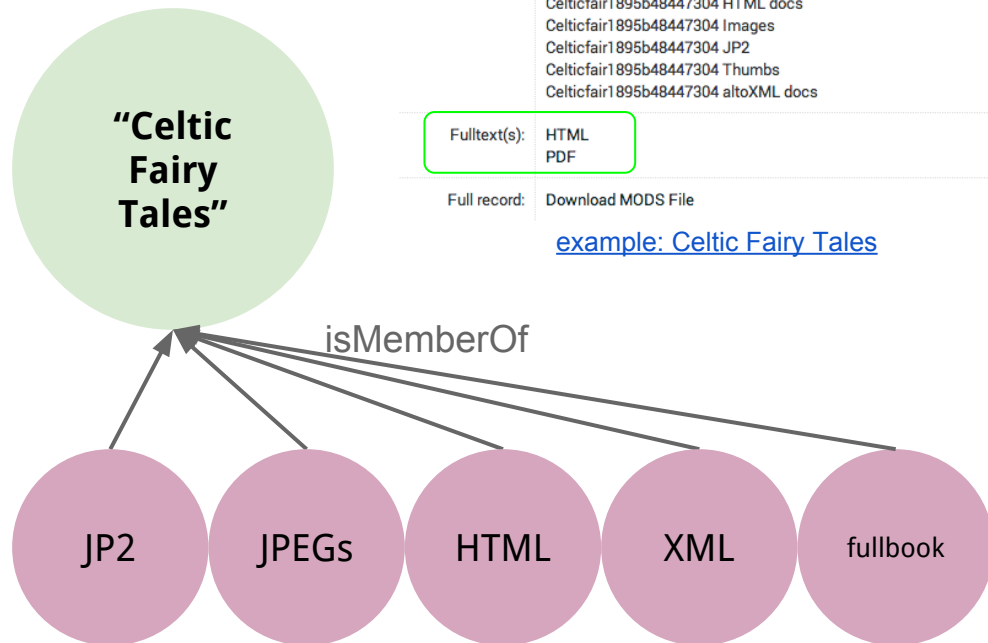 Celticfair1895b48447304 HTML docs
Celticfair1895b48447304 Images
Celticfair1895b48447304 JP2
Celticfair1895b48447304 Thumbs
Celticfair1895b48447304 altoXML docs
Fulltext(s): HTML
PDF
Full record: Download MODS File
example: Celtic Fairy Tales
“Celtic
Fairy
Tales”
isMemberOf
JP2
JPEGs
HTML
XML
fullbook